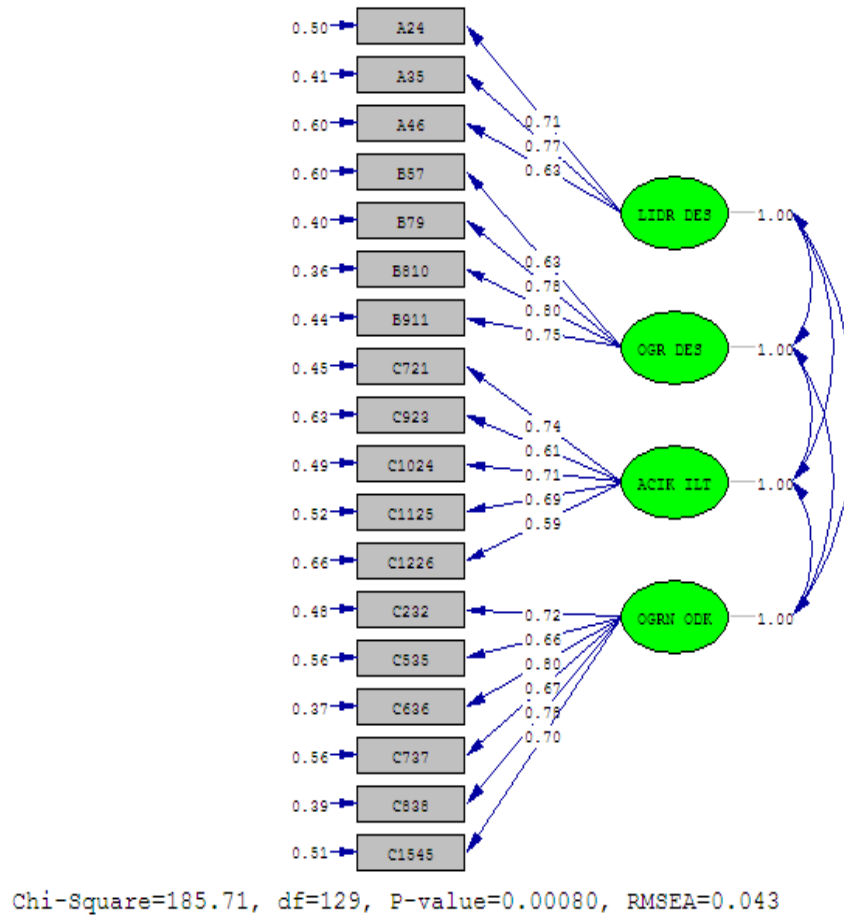 0.50 A24
0.41 A35
0.60 A46
0.60 B57
0.40 B79
0.36 B810
0.44 B911
0.45 C721
0.63 C923
0.49 C1024
0.52 C1125
0.66 C1226
0.48 C232
0.56 C535
0.37 C636
0.56 C737
0.39 C838
0.51 C1545
0.71
0.77
0.63
0.63
0.78
0.80
0.75
0.74
0.61
0.71
0.69
0.59
0.72
0.66
0.80
0.67
0.78
0.70
LIDR DES 1.00
OGR DES 1.00
ACIK ILT 1.00
OGRN ODK 1.00
Chi-Square=185.71, df=129, P-value=0.00080, RMSEA=0.043